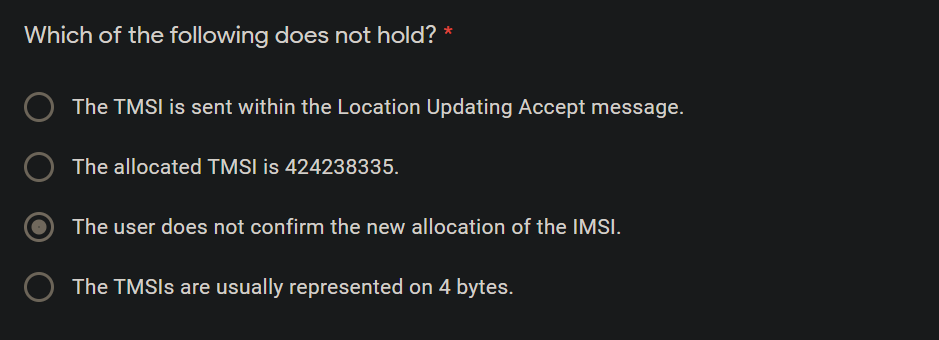 Which of the following does not hold? *
The TMSI is sent within the Location Updating Accept message.
The allocated TMSI is 424238335.
The user does not confirm the new allocation of the IMSI.
The TMSIs are usually represented on 4 bytes.